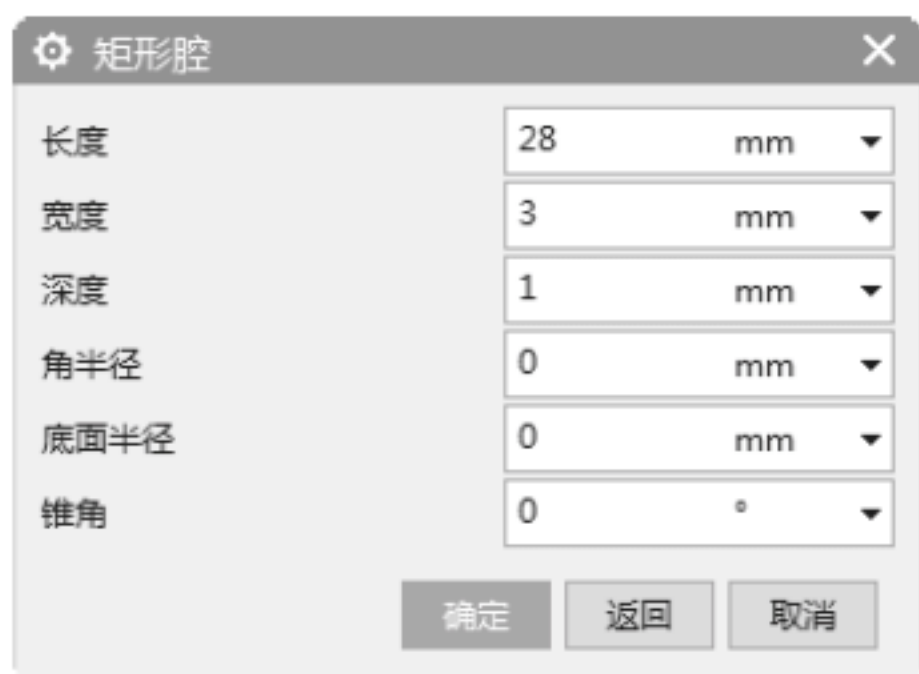 矩形腔
长度 28 mm
宽度 3 mm
深度 1 mm
角半径 0 mm
底面半径 0 mm
锥角 0 °
确定 返回 取消